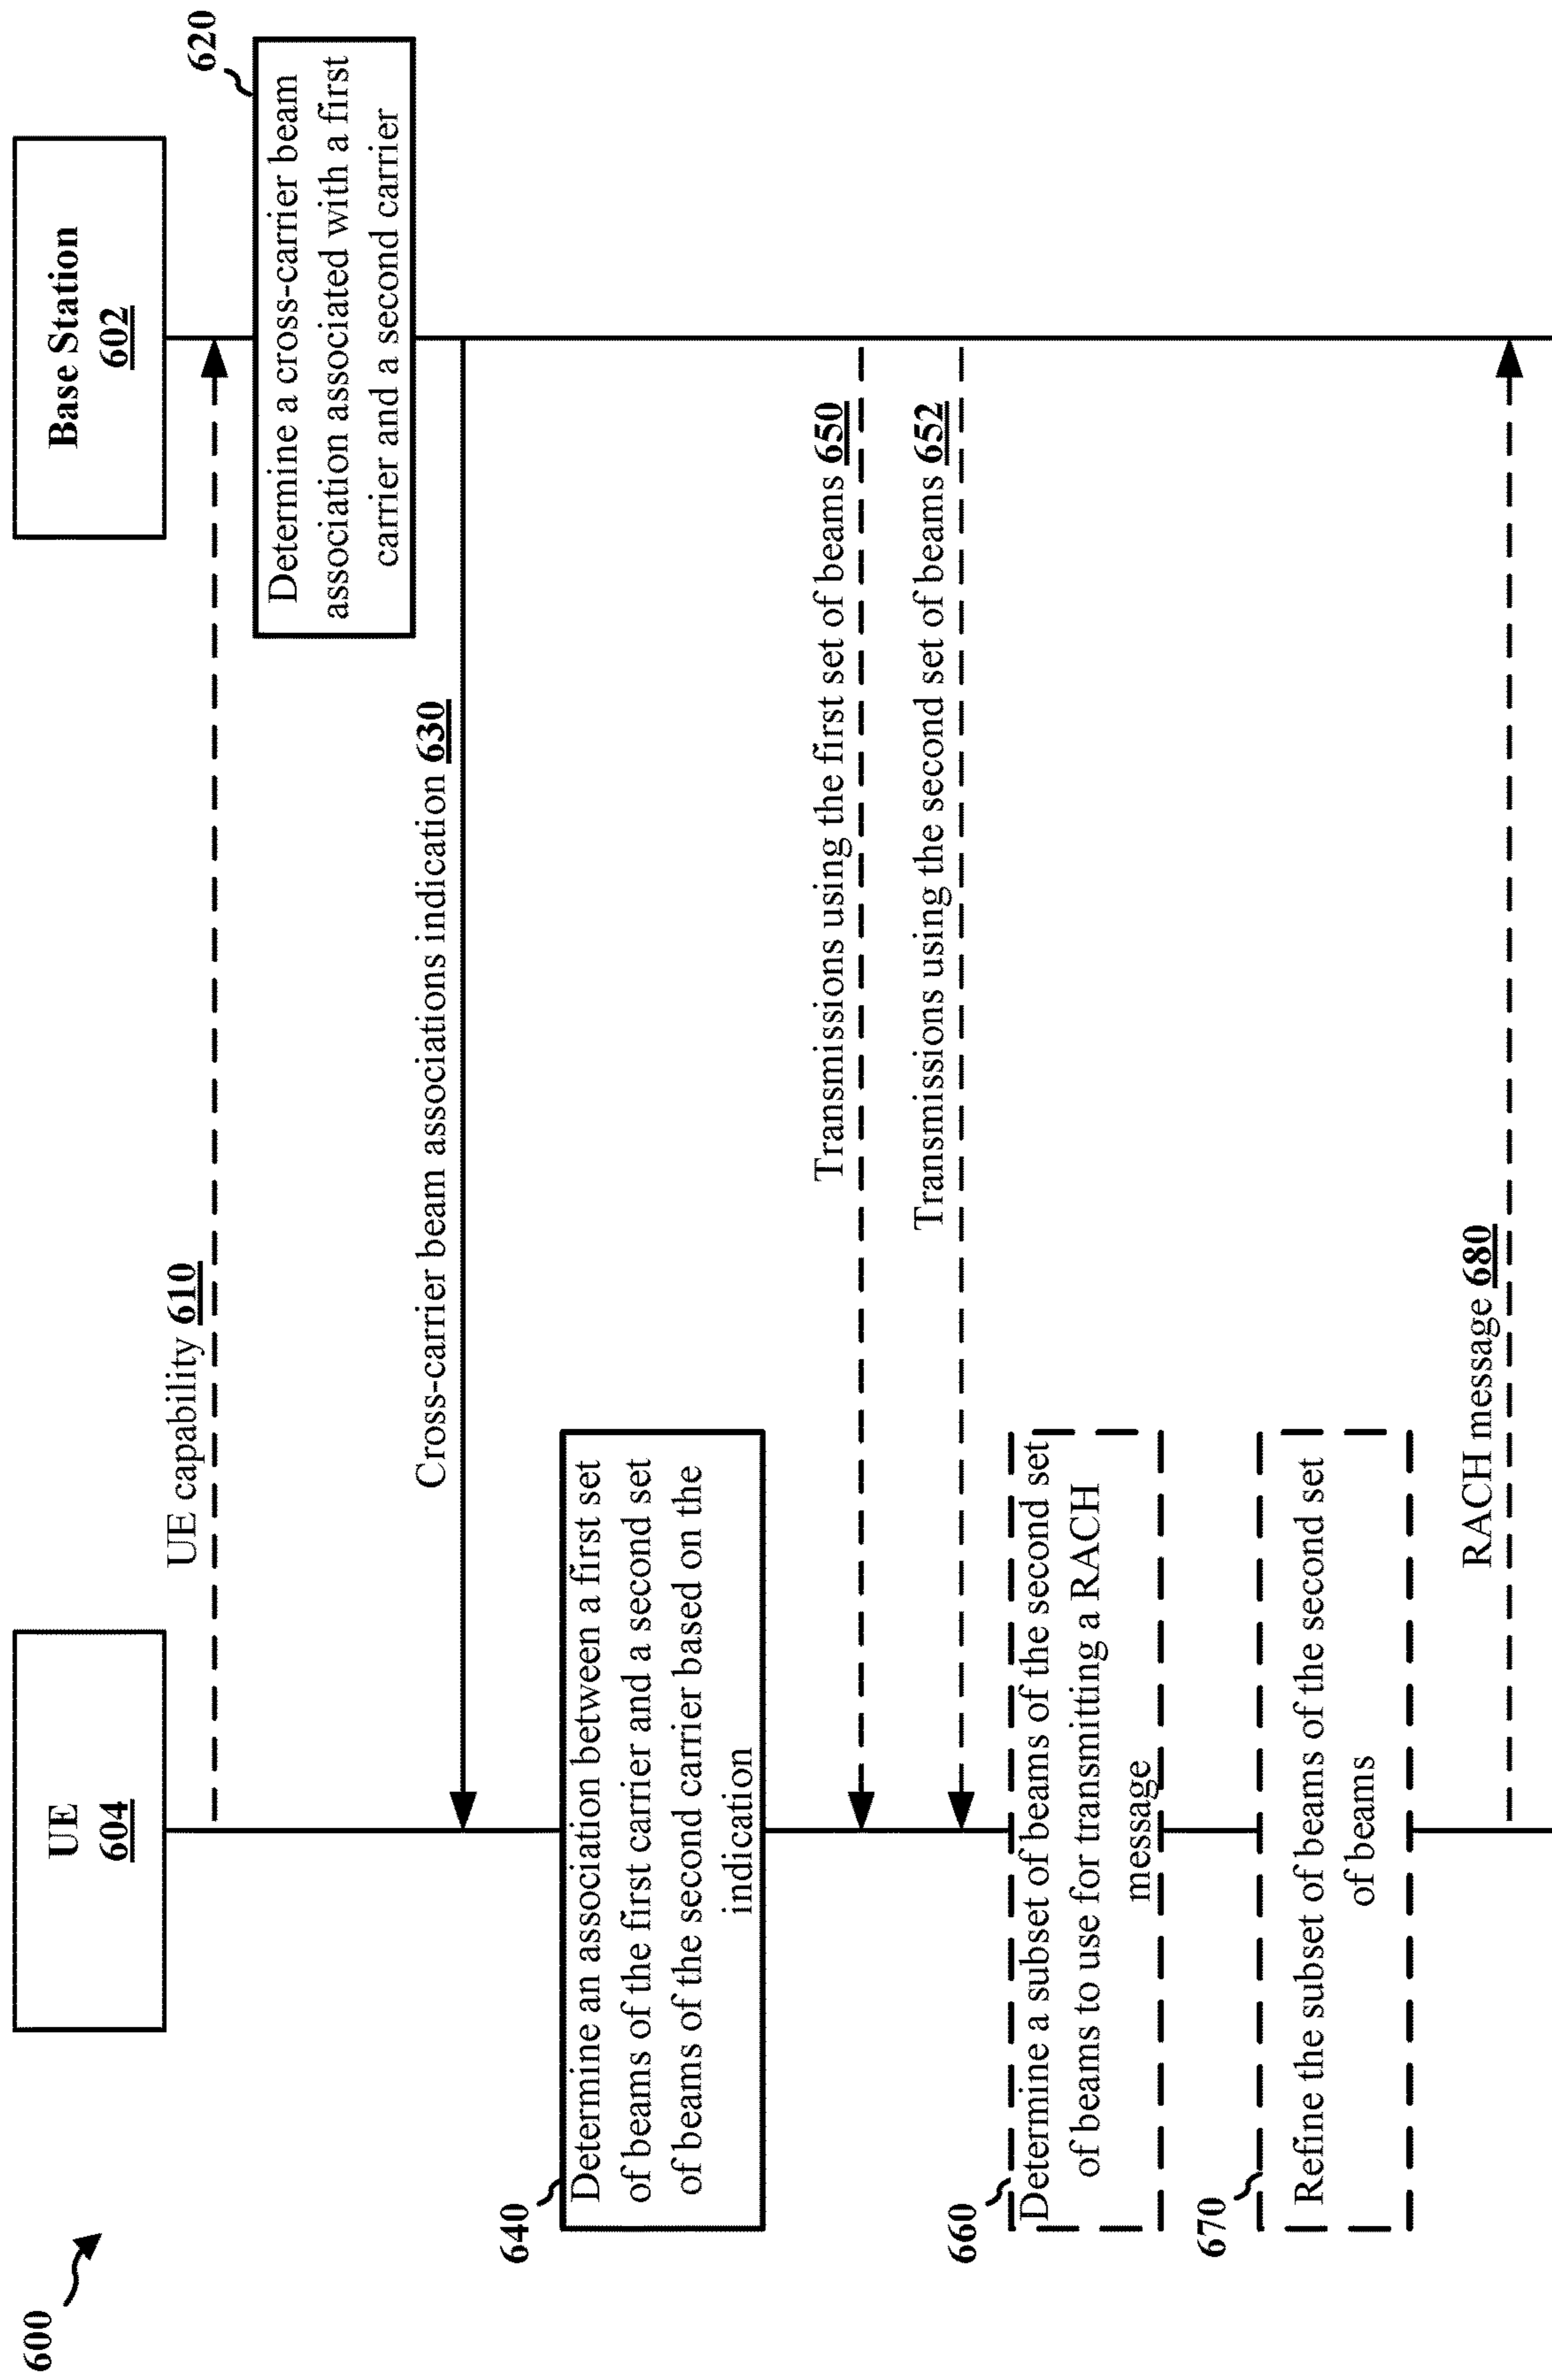 600
UE
604
Base Station
602
UE capability 610
620
Determine a cross-carrier beam
association associated with a first
carrier and a second carrier
Cross-carrier beam associations indication 630
640
Determine an association between a first set
of beams of the first carrier and a second set
of beams of the second carrier based on the
indication
Transmissions using the first set of beams 650
Transmissions using the second set of beams 652
660
Determine a subset of beams of the second set
of beams to use for transmitting a RACH
message
670
Refine the subset of beams of the second set
of beams
RACH message 680